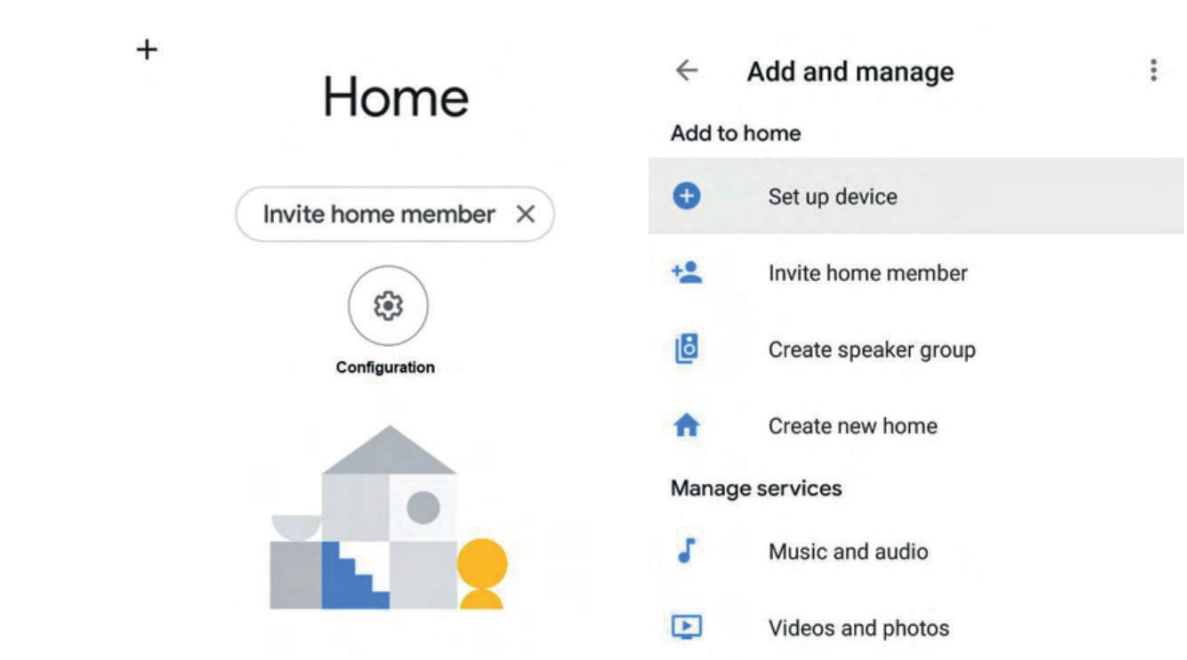 Home
Invite home member
Configuration
Add and manage
Add to home
Set up device
Invite home member
Create speaker group
Create new home
Manage services
Music and audio
Videos and photos